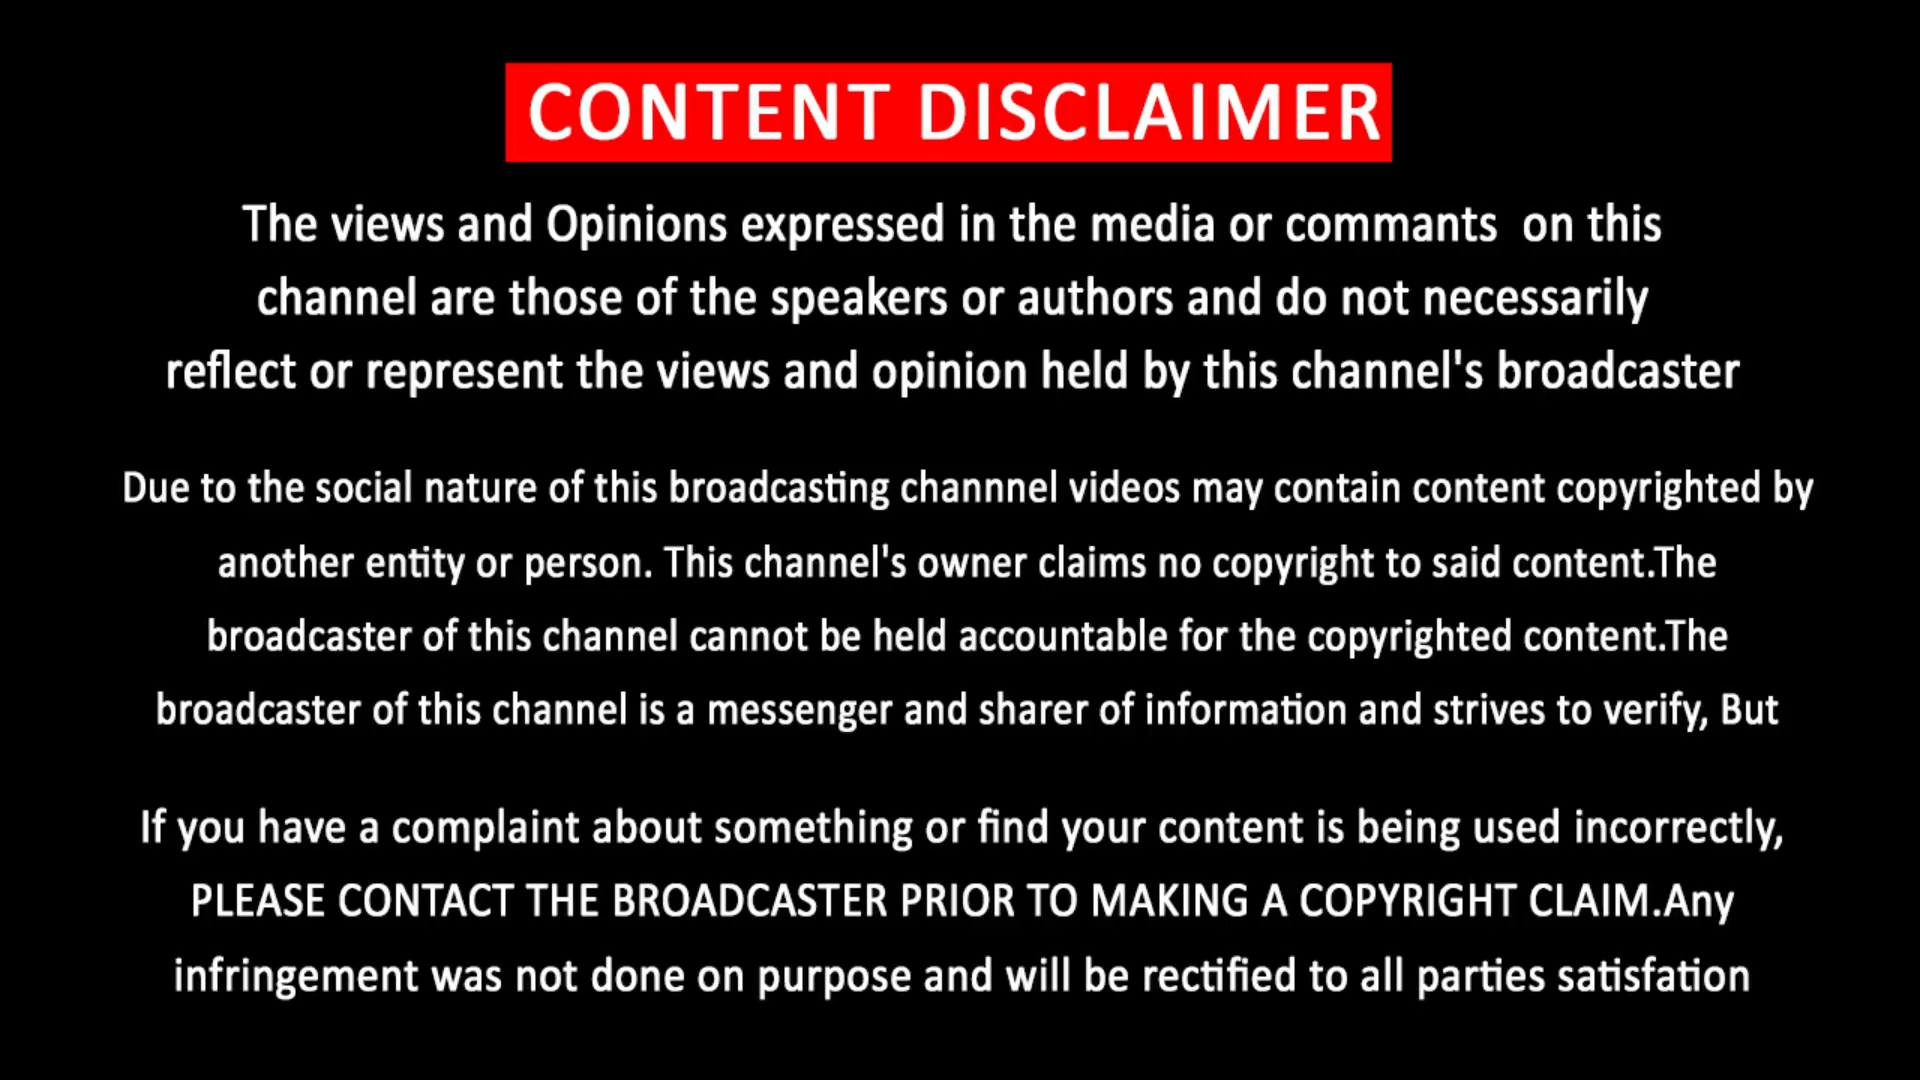 CONTENT DISCLAIMER
The views and Opinions expressed in the media or commants on this
channel are those of the speakers or authors and do not necessarily
reflect or represent the views and opinion held by this channel's broadcaster
Due to the social nature of this broadcasting channnel videos may contain content copyrighted by
another entity or person. This channel's owner claims no copyright to said content.The
broadcaster of this channel cannot be held accountable for the copyrighted content.The
broadcaster of this channel is a messenger and sharer of information and strives to verify, But
If you have a complaint about something or find your content is being used incorrectly,
PLEASE CONTACT THE BROADCASTER PRIOR TO MAKING A COPYRIGHT CLAIM.Any
infringement was not done on purpose and will be rectified to all parties satisfation